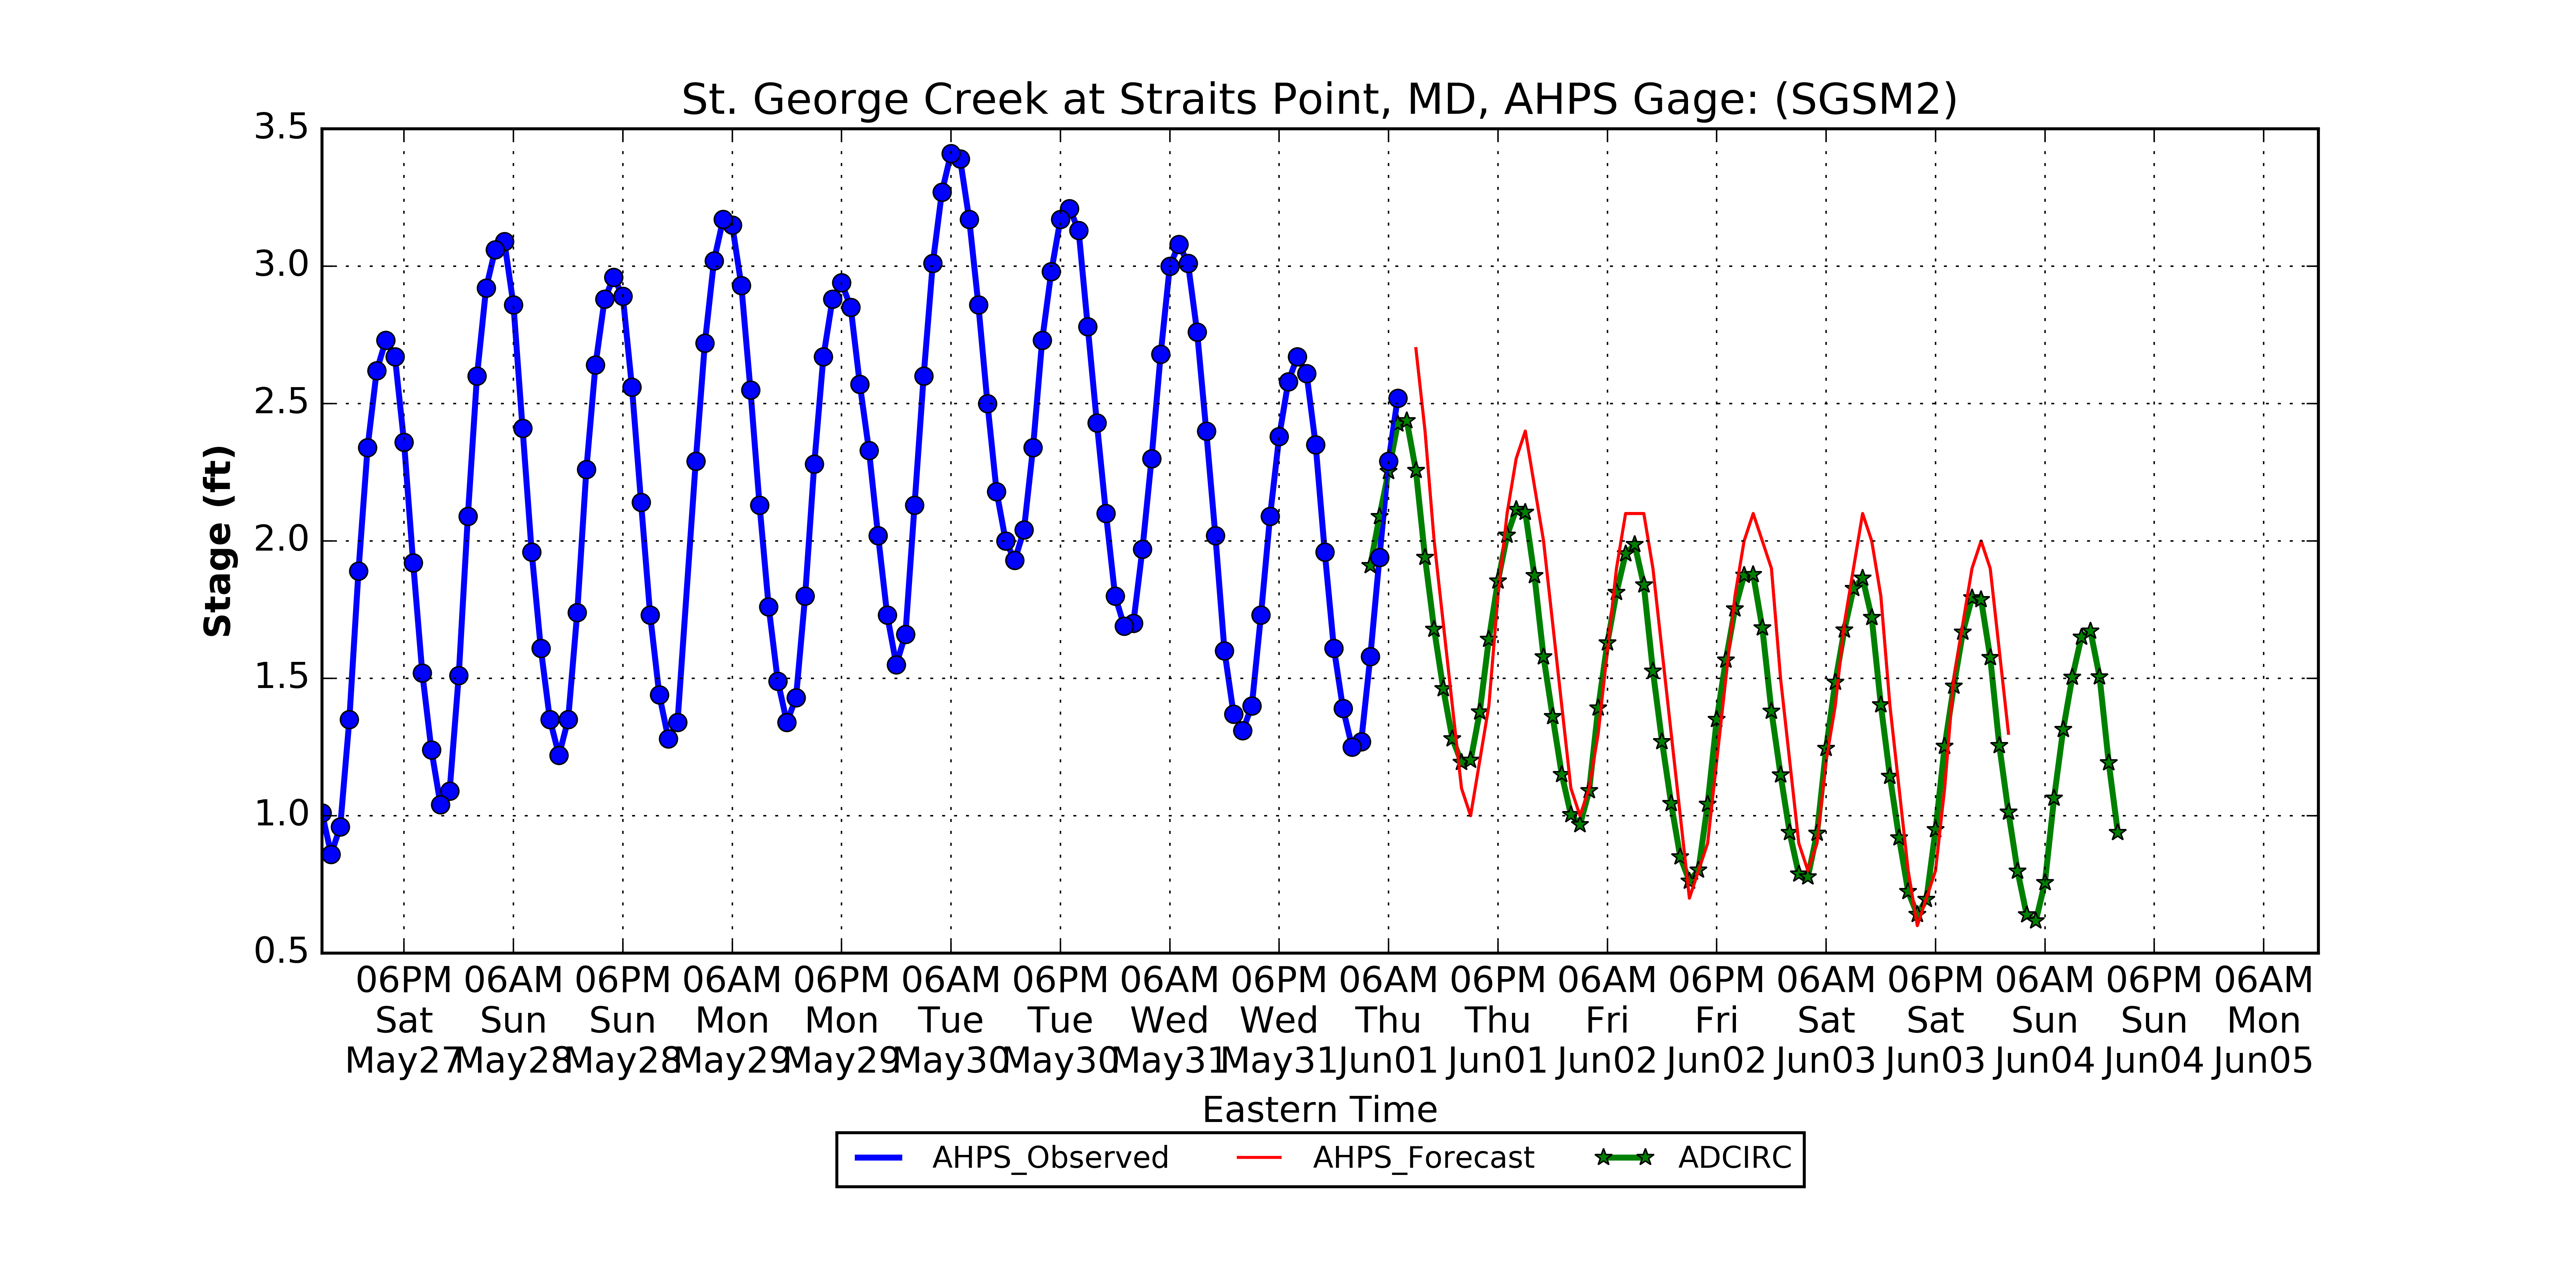 St. George Creek at Straits Point, MD, AHPS Gage: (SGSM2)
3.5
3.0
2.5
2.0
1.5
1.0
0.5
Stage (ft)
06PM 06AM 06PM 06AM 06PM 06AM 06PM 06AM 06PM 06AM 06PM 06AM 06PM 06AM 06PM 06AM 06PM 06AM
Sat Sun Sun Mon Mon Tue Tue Wed Wed Thu Thu Fri Fri Sat Sat Sun Sun Mon
May27 May28 May28 May29 May29 May30 May30 May31 May31 Jun01 Jun01 Jun02 Jun02 Jun03 Jun03 Jun04 Jun04 Jun05
Eastern Time
AHPS_Observed AHPS_Forecast ADCIRC